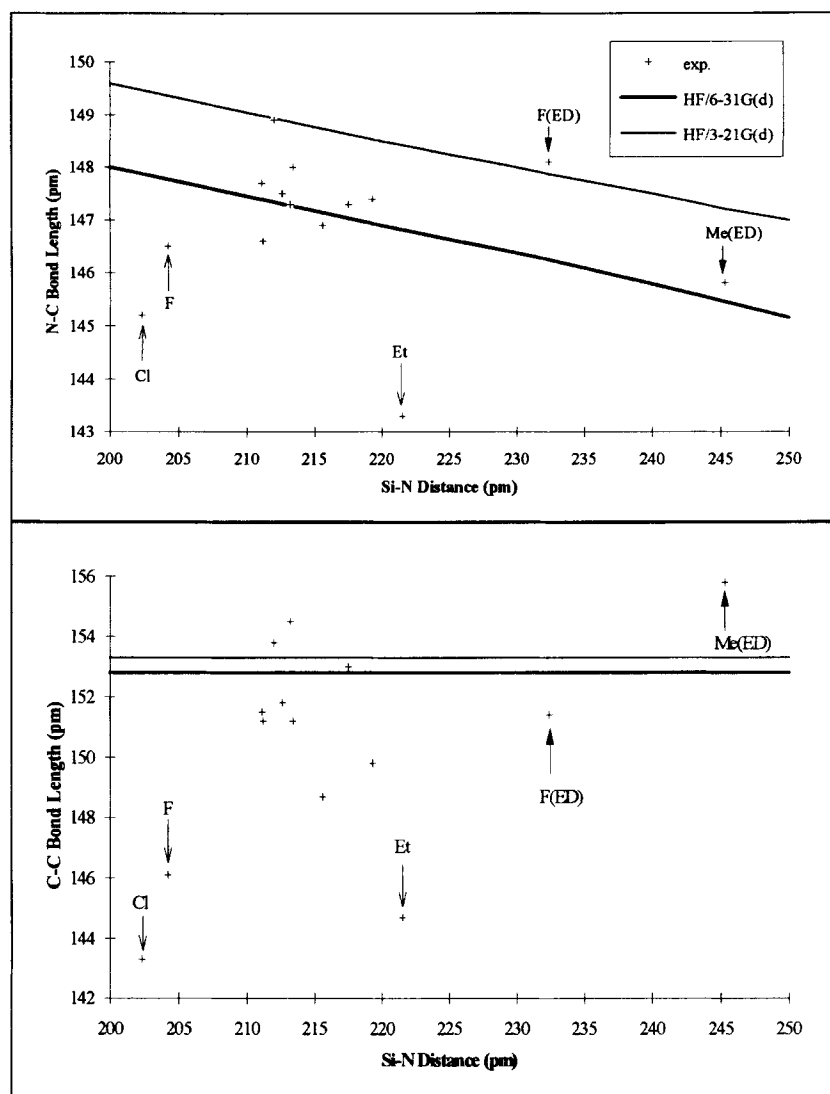 150
149
148
147
146
145
144
143
N-C Bond Length (pm)
+ exp.
HF/6-31G(d)
HF/3-21G(d)
F(ED)
Me(ED)
F
Cl
Et
200 205 210 215 220 225 230 235 240 245 250
Si-N Distance (pm)
156
154
152
150
148
146
144
142
C-C Bond Length (pm)
Me(ED)
F(ED)
F
Et
Cl
200 205 210 215 220 225 230 235 240 245 250
Si-N Distance (pm)